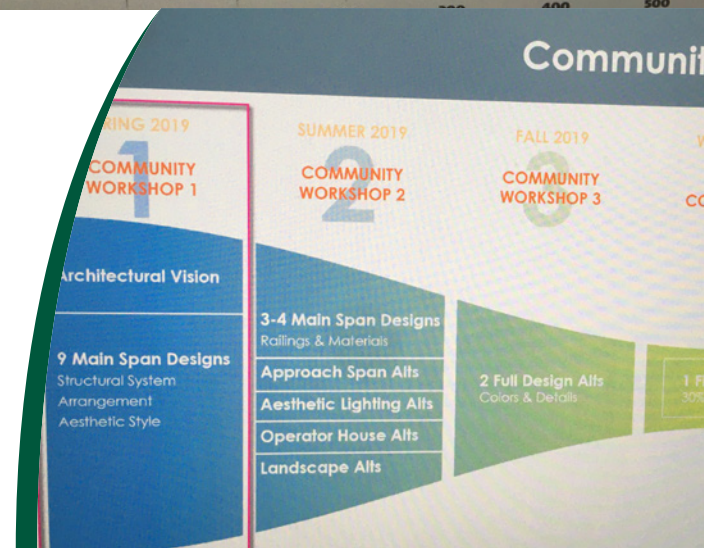 400
500
Communit
RING 2019
1
COMMUNITY
WORKSHOP 1
Architectural Vision
9 Main Span Designs
Structural System
Arrangement
Aesthetic Style
SUMMER 2019
2
COMMUNITY
WORKSHOP 2
3-4 Main Span Designs
Railings & Materials
Approach Span Alts
Aesthetic Lighting Alts
Operator House Alts
Landscape Alts
FALL 2019
3
COMMUNITY
WORKSHOP 3
2 Full Design Alts
Colors & Details
W
CO
1 F
30%